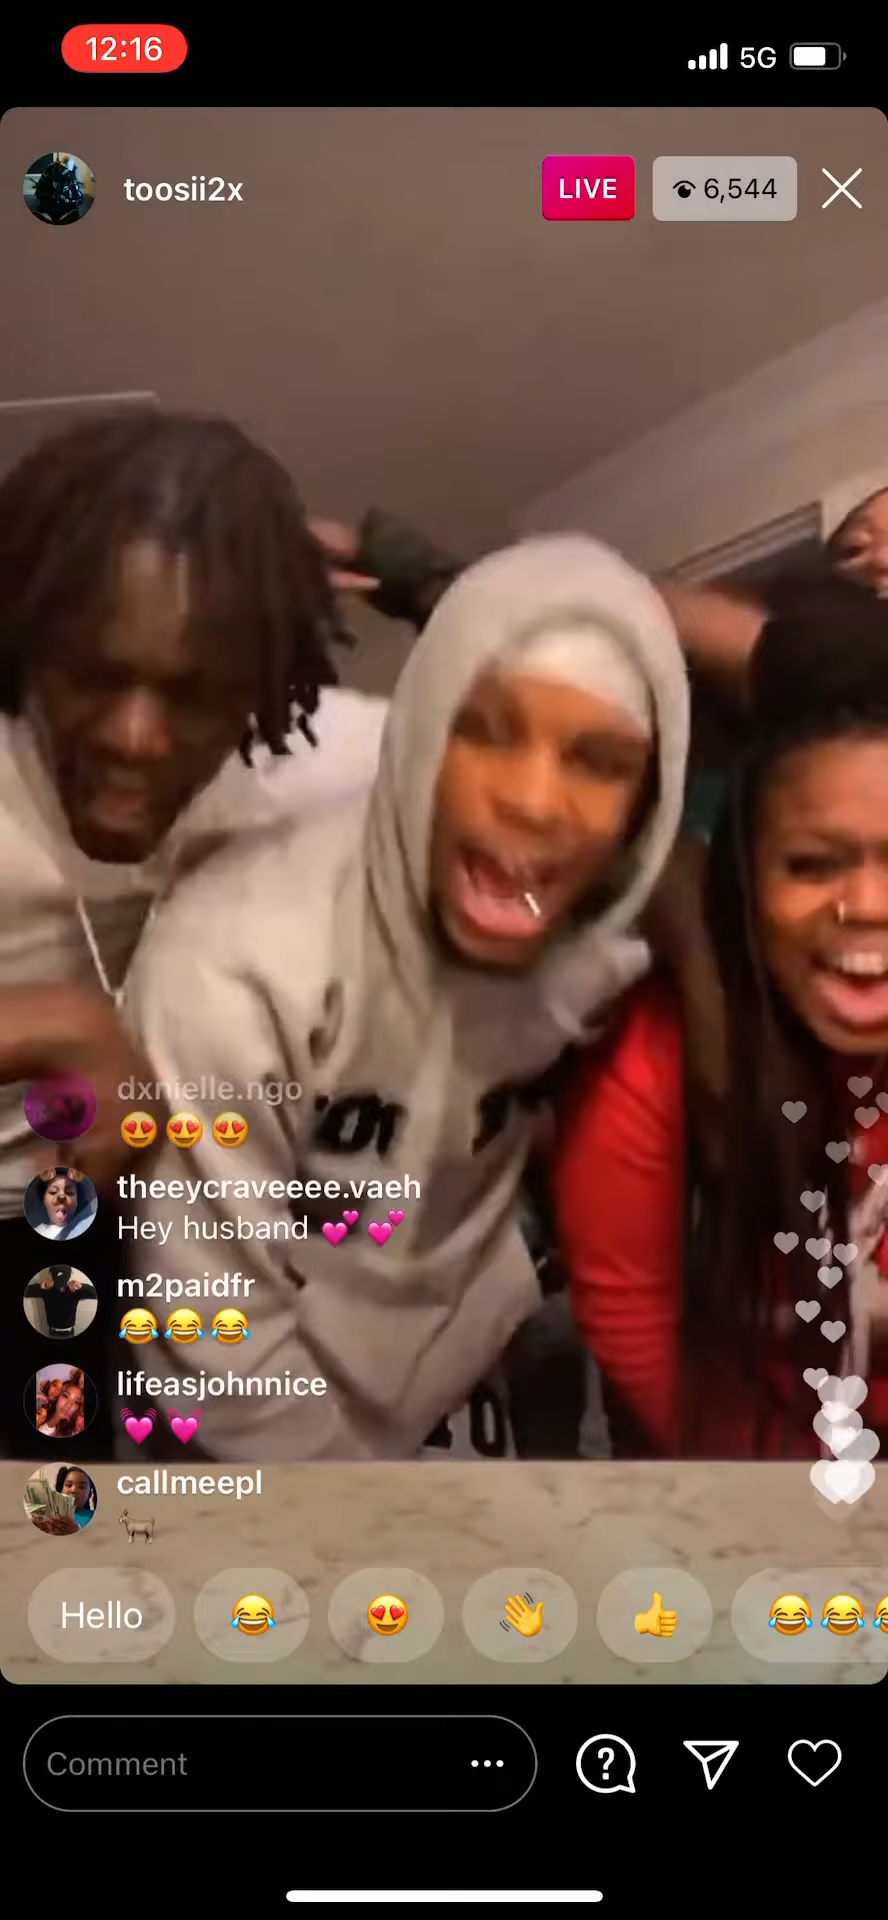 12:16
5G
toosii2x
LIVE
6,544
dxnielle.ngo
😍😍😍
theeycraveeee.vaeh
Hey husband 💕💕
m2paidfr
😂😂😂
lifeasjohnnice
💓💓
callmeepl
🐐
Hello 😂 😍 👋 👍 😂😂
Comment